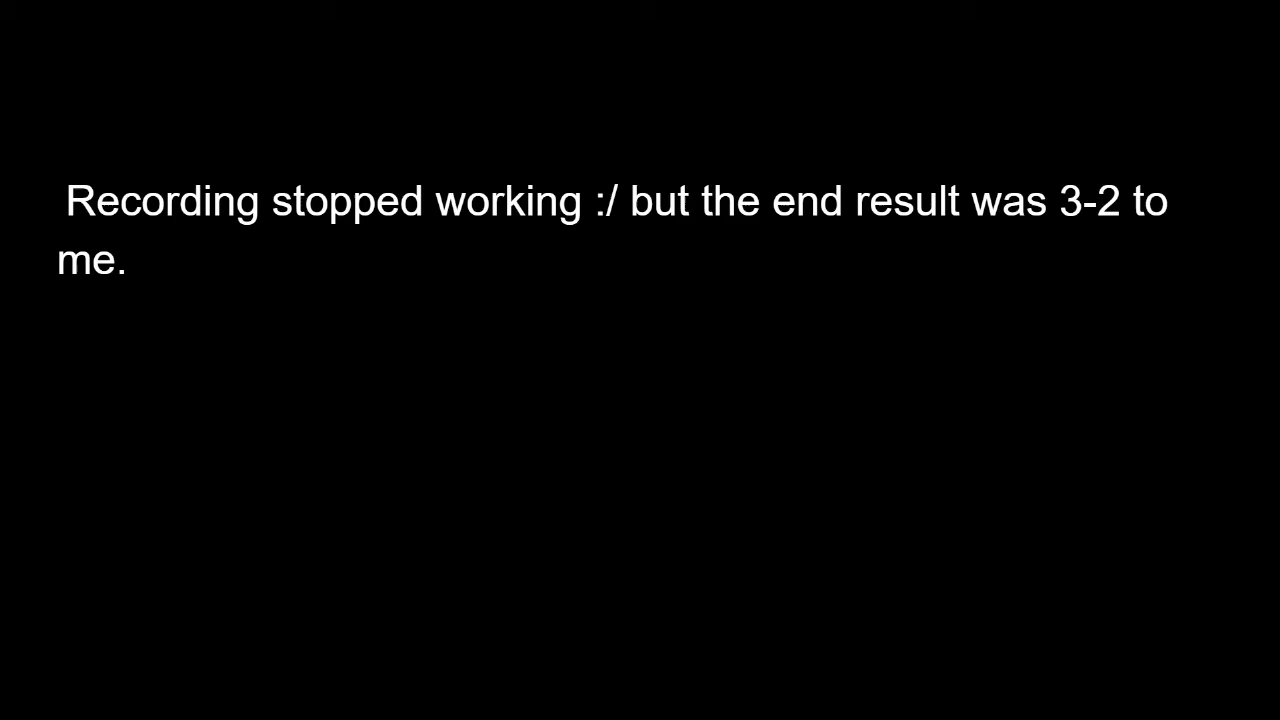 Recording stopped working :/ but the end result was 3-2 to
me.